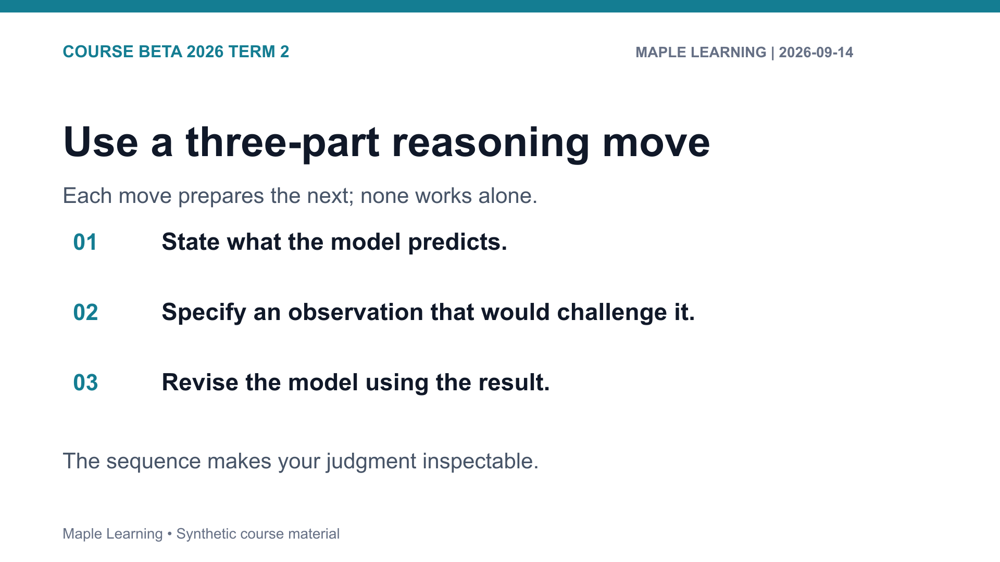 COURSE BETA 2026 TERM 2
MAPLE LEARNING | 2026-09-14
Use a three-part reasoning move
Each move prepares the next; none works alone.
01 State what the model predicts.
02 Specify an observation that would challenge it.
03 Revise the model using the result.
The sequence makes your judgment inspectable.
Maple Learning • Synthetic course material